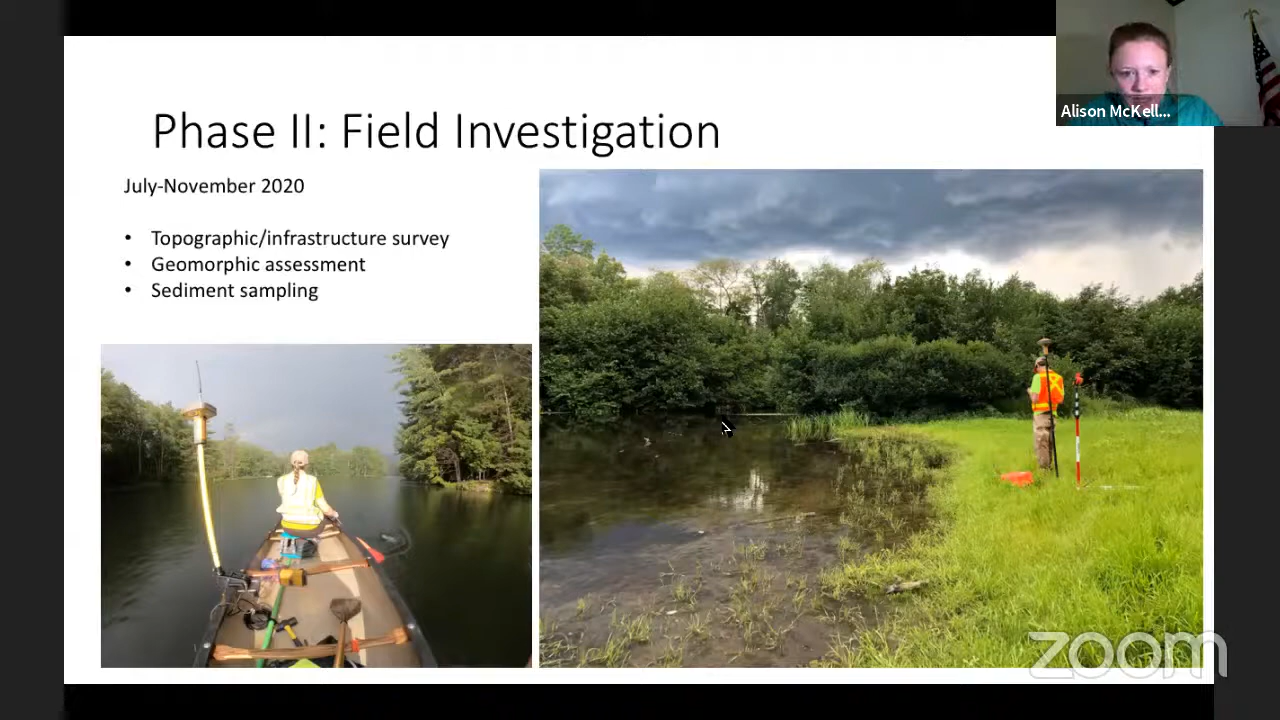 Phase II: Field Investigation
Alison McKell...
July-November 2020
• Topographic/infrastructure survey
• Geomorphic assessment
• Sediment sampling
zoom